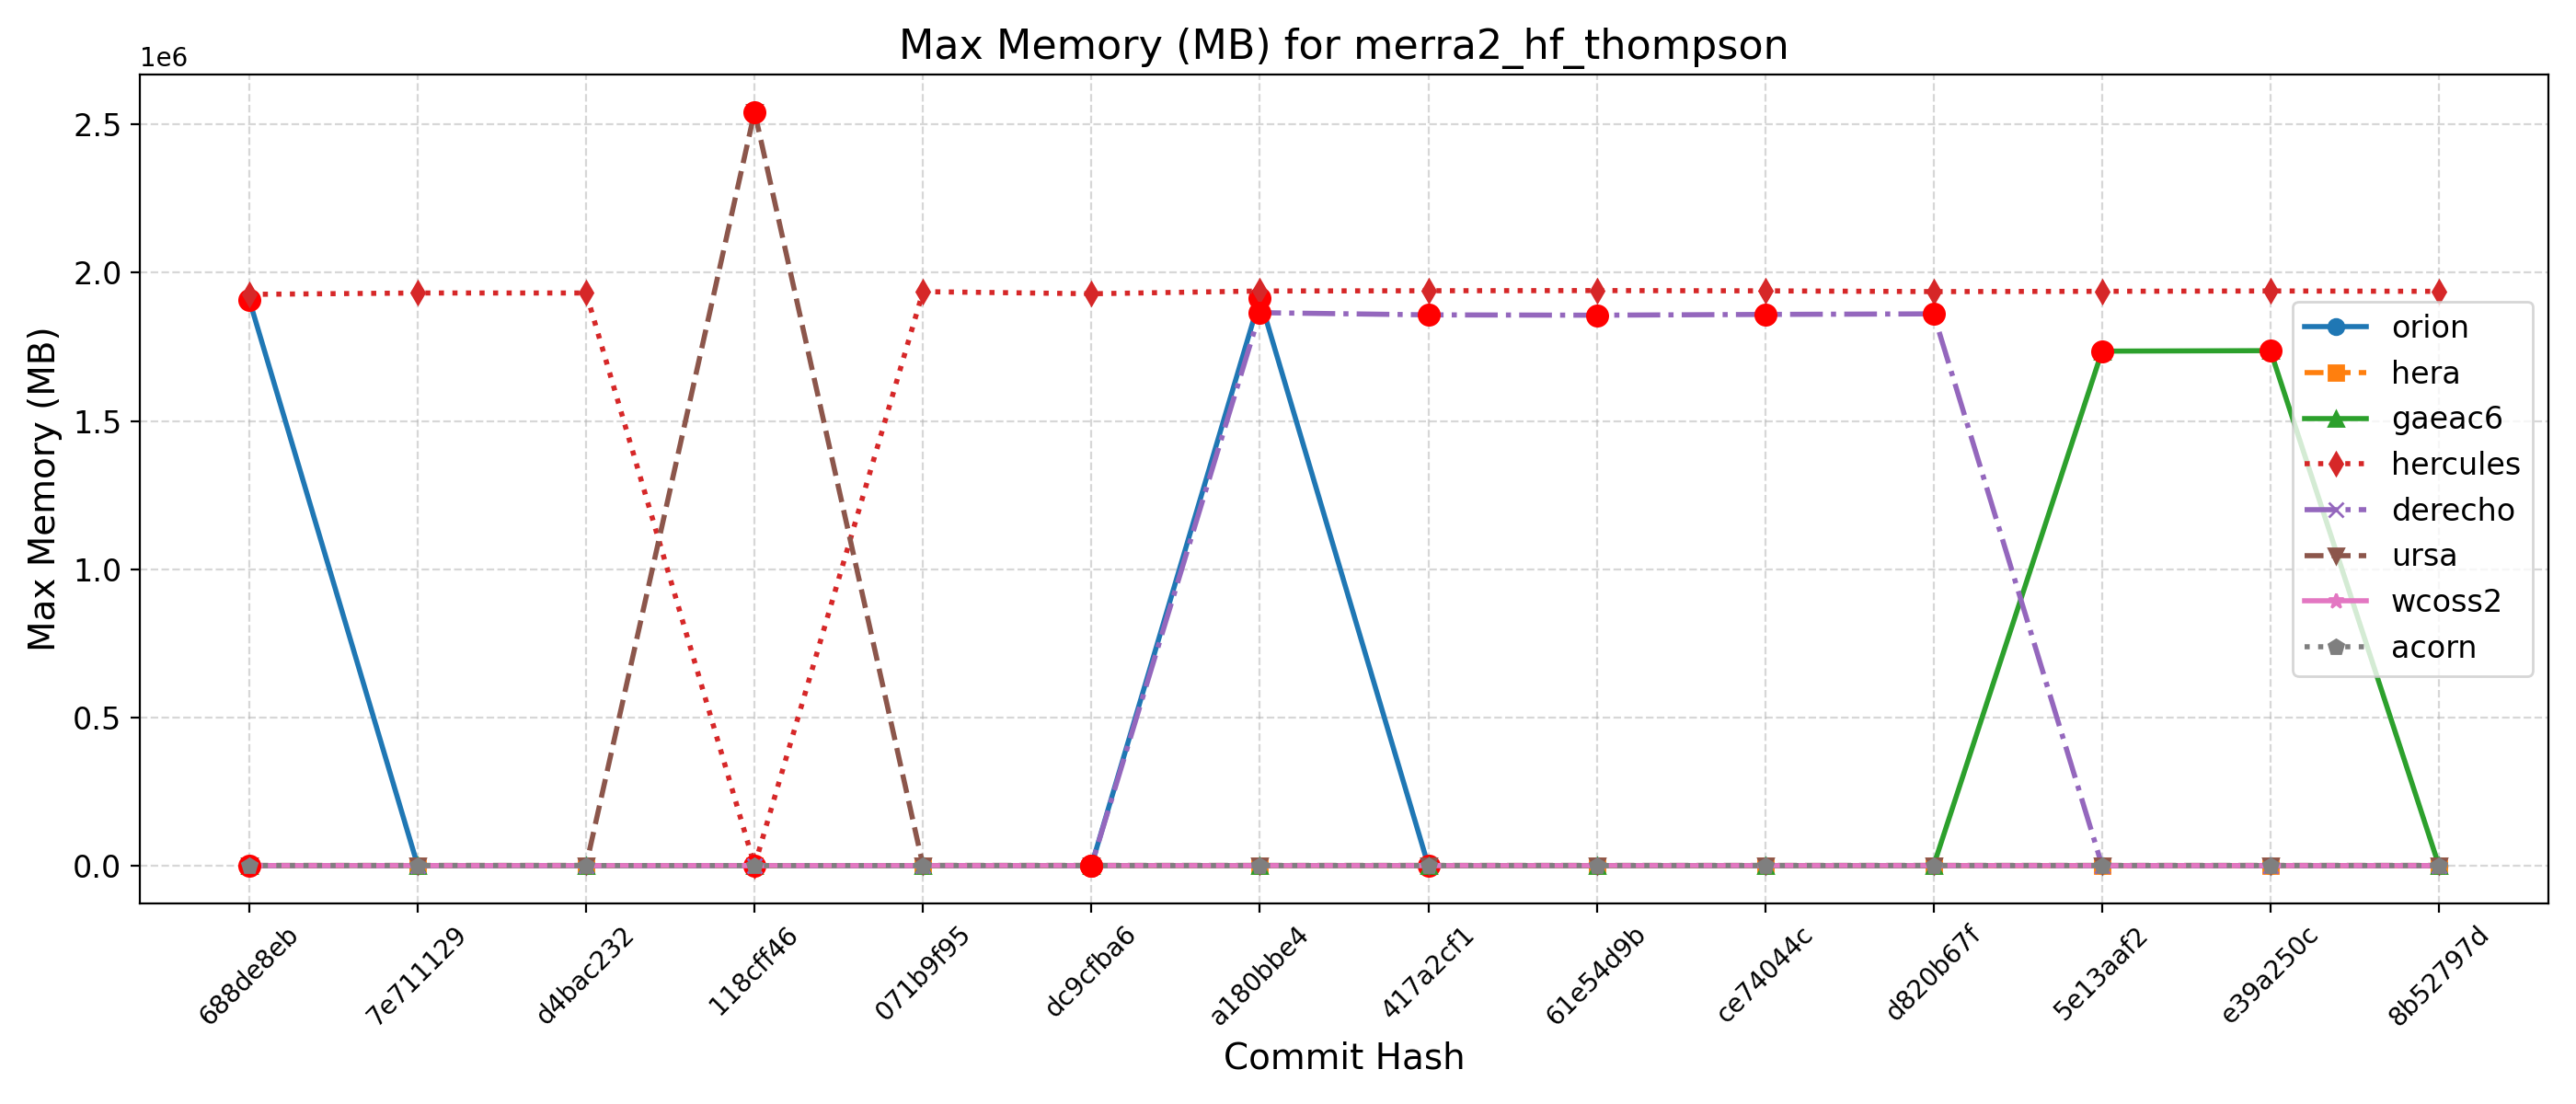 Max Memory (MB) for merra2_hf_thompson
1e6
2.5
2.0
1.5
1.0
0.5
0.0
Max Memory (MB)
orion
hera
gaeac6
hercules
derecho
ursa
wcoss2
acorn
688de8eb
7e711129
d4bac232
118cff46
071b9f95
dc9cfba6
a180bbe4
417a2cf1
61e54d9b
ce74044c
d820b67f
5e13aaf2
e39a250c
8b52797d
Commit Hash